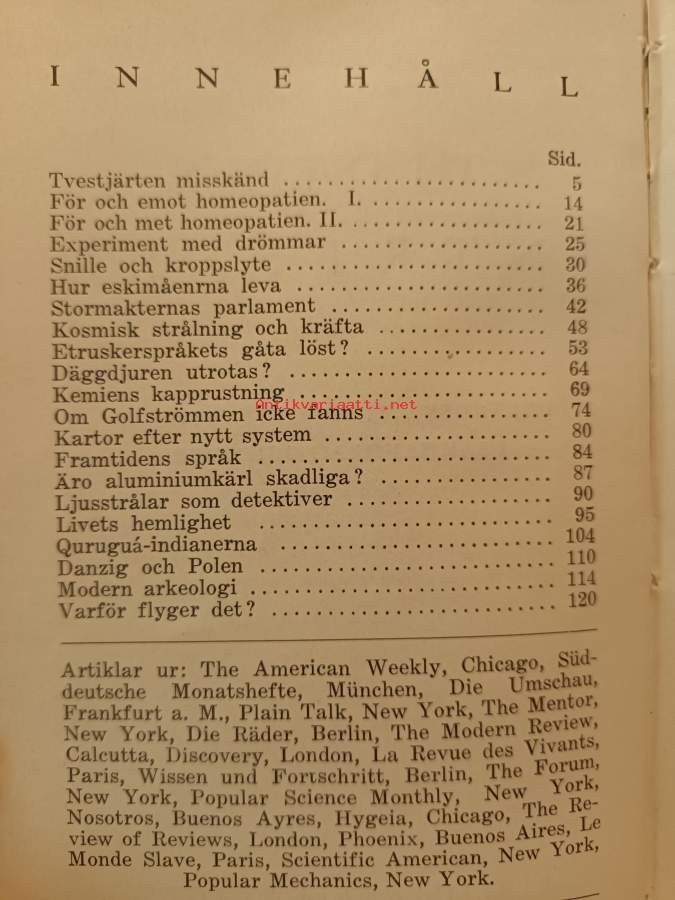 INNEHÅLL
Sid.
Tvestjärten misskänd ........................ 5
För och emot homeopatien. I. .................. 14
För och met homeopatien. II. .................. 21
Experiment med drömmar ................... 25
Snille och kroppslyte ........................ 30
Hur eskimåenrna leva ....................... 36
Stormakternas parlament .................... 42
Kosmisk strålning och kräfta ................ 48
Etruskerspråkets gåta löst? ................. 53
Däggdjuren utrotas? ........................ 64
Kemiens kapprustning ....................... 69
Antikvariaatti.net
Om Golfströmmen icke fanns ................ 74
Kartor efter nytt system ..................... 80
Framtidens språk ........................... 84
Äro aluminiumkärl skadliga? ................ 87
Ljusstrålar som detektiver ................... 90
Livets hemlighet ........................... 95
Quruguá-indianerna ......................... 104
Danzig och Polen ........................... 110
Modern arkeologi ........................... 114
Varför flyger det? .......................... 120
Artiklar ur: The American Weekly, Chicago, Süd-
deutsche Monatshefte, München, Die Umschau,
Frankfurt a. M., Plain Talk, New York, The Mentor,
New York, Die Räder, Berlin, The Modern Review,
Calcutta, Discovery, London, La Revue des Vivants,
Paris, Wissen und Fortschritt, Berlin, The Forum,
New York, Popular Science Monthly, New York,
Nosotros, Buenos Ayres, Hygeia, Chicago, The Re-
view of Reviews, London, Phoenix, Buenos Aires, Le
Monde Slave, Paris, Scientific American, New York,
Popular Mechanics, New York.